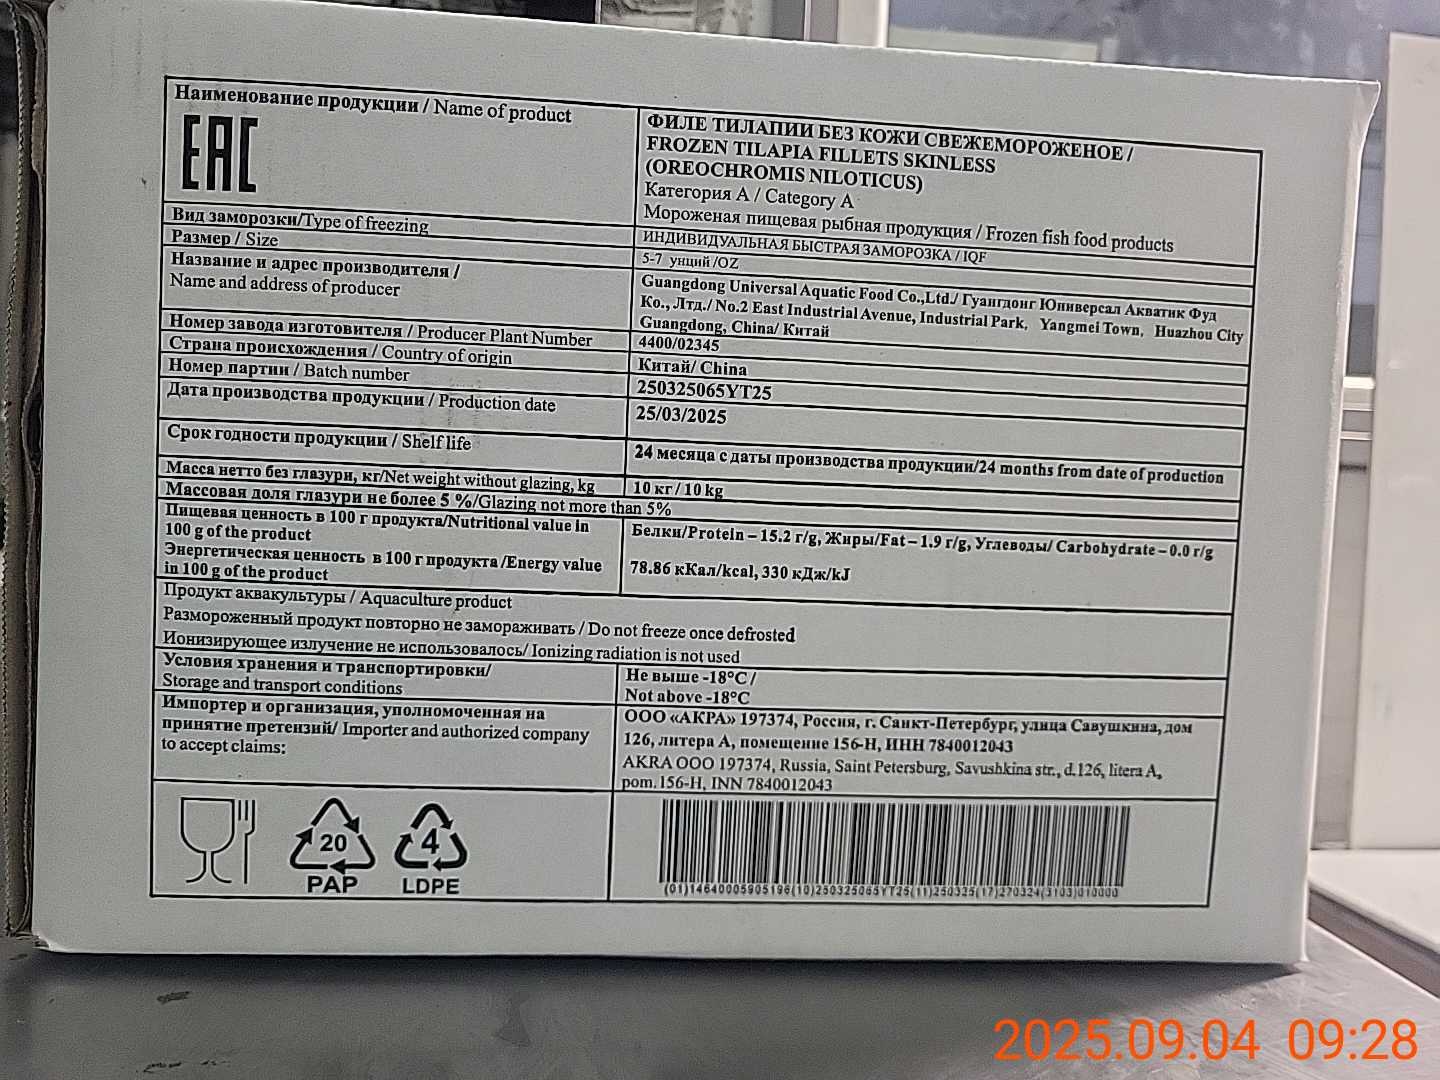 Наименование продукции / Name of product
EAC
ФИЛЕ ТИЛАПИИ БЕЗ КОЖИ СВЕЖЕМОРОЖЕНОЕ /
FROZEN TILAPIA FILLETS SKINLESS
(OREOCHROMIS NILOTICUS)
Категория А / Category A
Мороженая пищевая рыбная продукция / Frozen fish food products
Вид заморозки/Type of freezing
ИНДИВИДУАЛЬНАЯ БЫСТРАЯ ЗАМОРОЗКА / IQF
Размер / Size
5-7 унций /OZ
Название и адрес производителя /
Name and address of producer
Guangdong Universal Aquatic Food Co.,Ltd./ Гуангдонг Юниверсал Акватик Фуд
Ко., Лтд./ No.2 East Industrial Avenue, Industrial Park, Yangmei Town, Huazhou City
Guangdong, China/ Китай
Номер завода изготовителя / Producer Plant Number
4400/02345
Страна происхождения / Country of origin
Китай/ China
Номер партии / Batch number
250325065YT25
Дата производства продукции / Production date
25/03/2025
Срок годности продукции / Shelf life
24 месяца с даты производства продукции/24 months from date of production
Масса нетто без глазури, кг/Net weight without glazing, kg
10 кг / 10 kg
Массовая доля глазури не более 5 %/Glazing not more than 5%
Пищевая ценность в 100 г продукта/Nutritional value in
100 g of the product
Энергетическая ценность в 100 г продукта /Energy value
in 100 g of the product
Белки/Protein – 15.2 г/g, Жиры/Fat – 1.9 г/g, Углеводы/ Carbohydrate – 0.0 г/g
78.86 кКал/kcal, 330 кДж/kJ
Продукт аквакультуры / Aquaculture product
Размороженный продукт повторно не замораживать / Do not freeze once defrosted
Ионизирующее излучение не использовалось/ Ionizing radiation is not used
Условия хранения и транспортировки/
Storage and transport conditions
Не выше -18°C /
Not above -18°C
Импортер и организация, уполномоченная на
принятие претензий/ Importer and authorized company
to accept claims:
ООО «АКРА» 197374, Россия, г. Санкт-Петербург, улица Савушкина, дом
126, литера А, помещение 156-Н, ИНН 7840012043
AKRA OOO 197374, Russia, Saint Petersburg, Savushkina str., d.126, litera A,
pom. 156-H, INN 7840012043
20
PAP
4
LDPE
(01)14640005905196(10)250325065YT25(11)250325(17)270324(3103)010000
2025.09.04 09:28